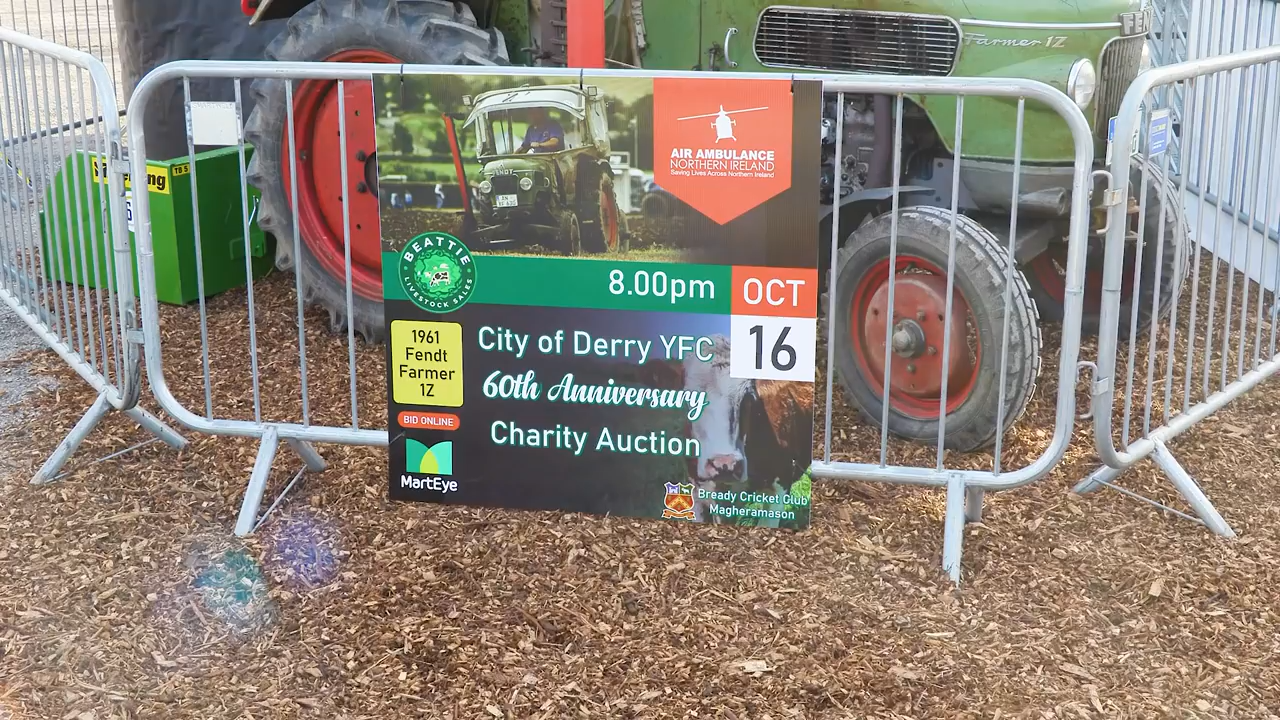 Farmer 1Z
AIR AMBULANCE
NORTHERN IRELAND
Saving Lives Across Northern Ireland
BEATTIE
LIVESTOCK SALES
8.00pm
OCT
16
1961
Fendt
Farmer
1Z
City of Derry YFC
60th Anniversary
Charity Auction
BID ONLINE
MartEye
Bready Cricket Club
Magheramason